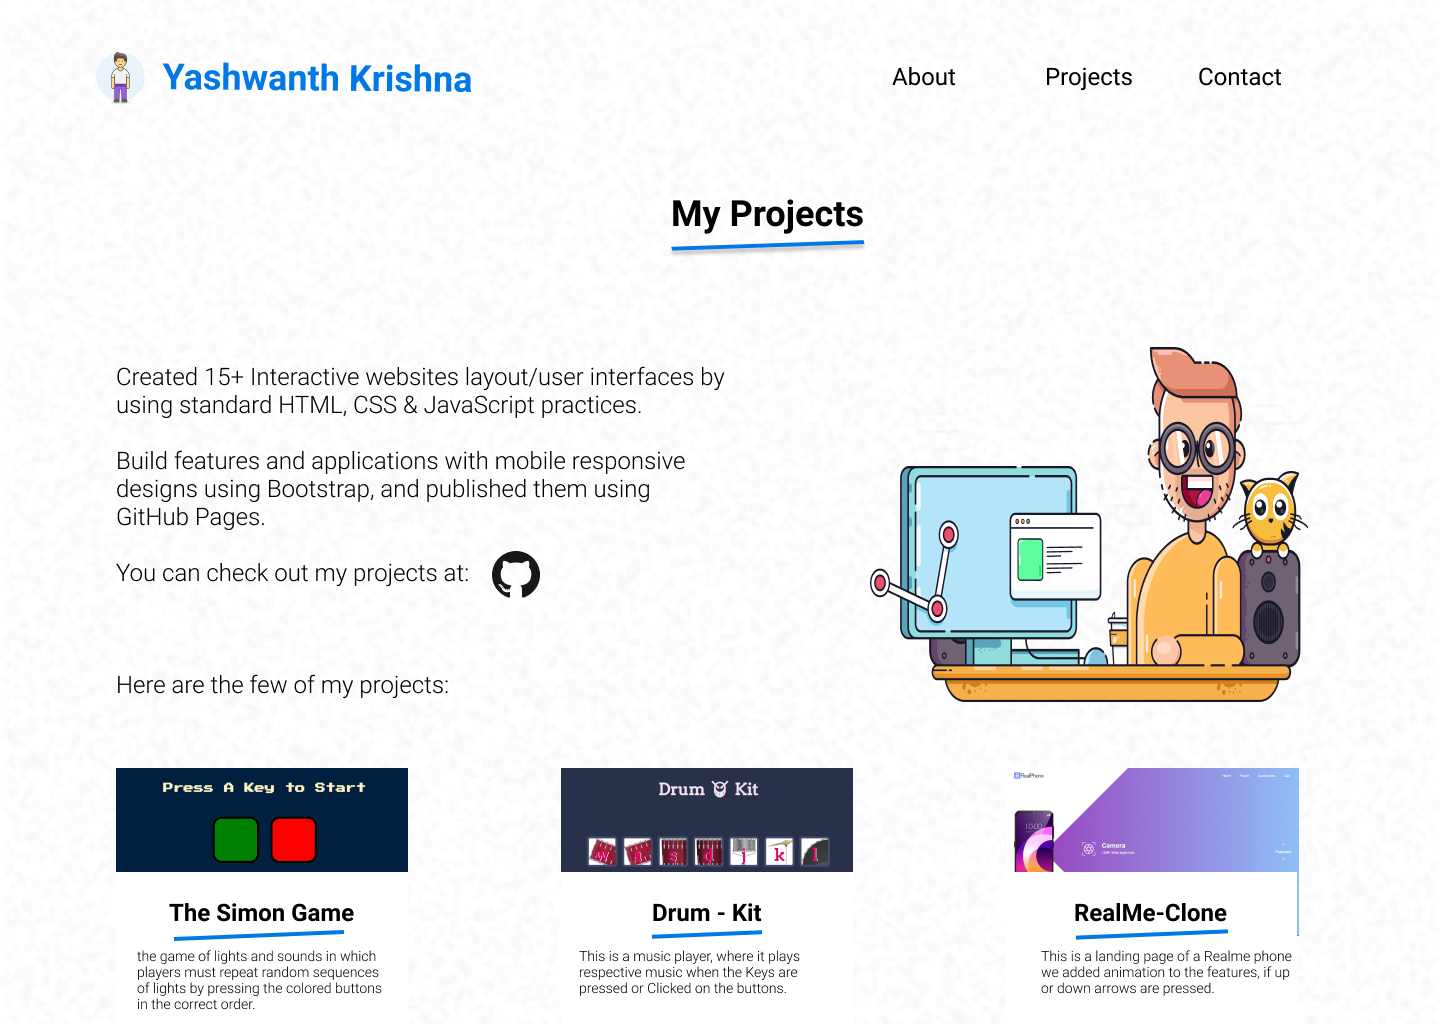 Yashwanth Krishna
About Projects Contact
My Projects
Created 15+ Interactive websites layout/user interfaces by
using standard HTML, CSS & JavaScript practices.
Build features and applications with mobile responsive
designs using Bootstrap, and published them using
GitHub Pages.
You can check out my projects at:
Here are the few of my projects:
Press A Key to Start
The Simon Game
the game of lights and sounds in which
players must repeat random sequences
of lights by pressing the colored buttons
in the correct order.
Drum Kit
w a s d j k l
Drum - Kit
This is a music player, where it plays
respective music when the Keys are
pressed or Clicked on the buttons.
RealPhone
Home Phone Accessories
10:00
Camera
Features
RealMe-Clone
This is a landing page of a Realme phone
we added animation to the features, if up
or down arrows are pressed.